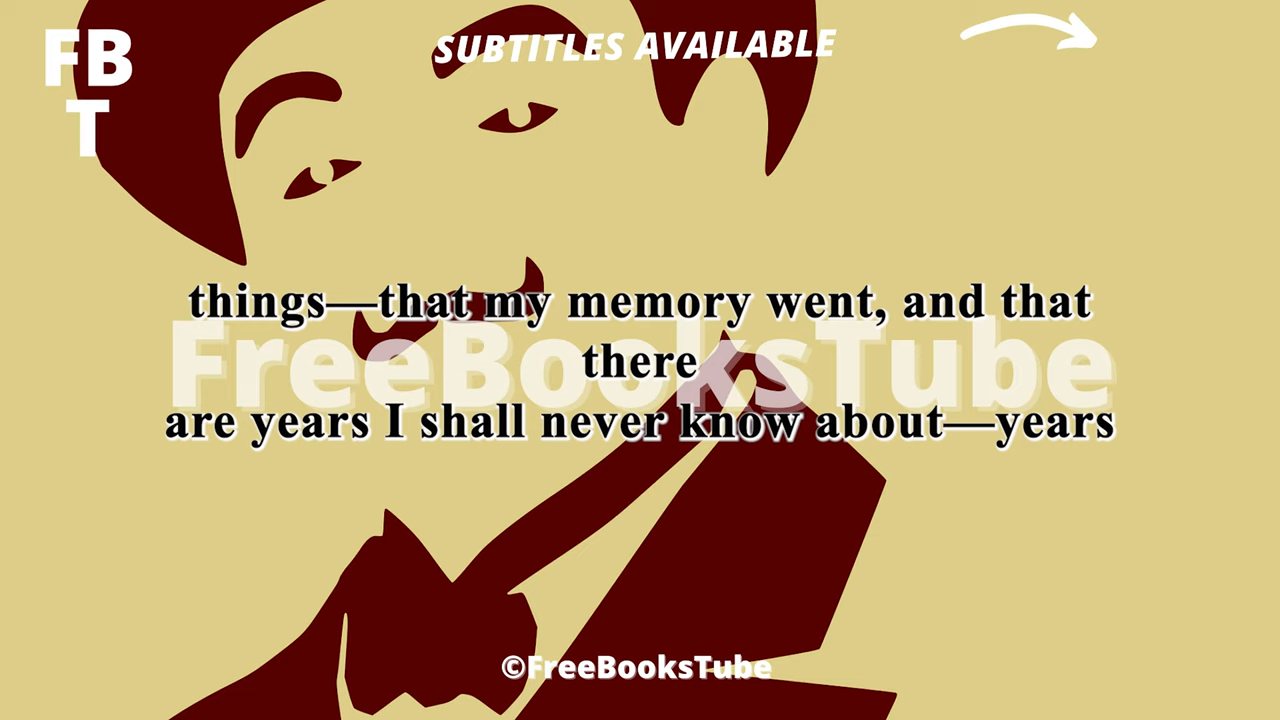 FB
T
SUBTITLES AVAILABLE
things—that my memory went, and that
there
are years I shall never know about—years
FreeBooksTube
©FreeBooksTube